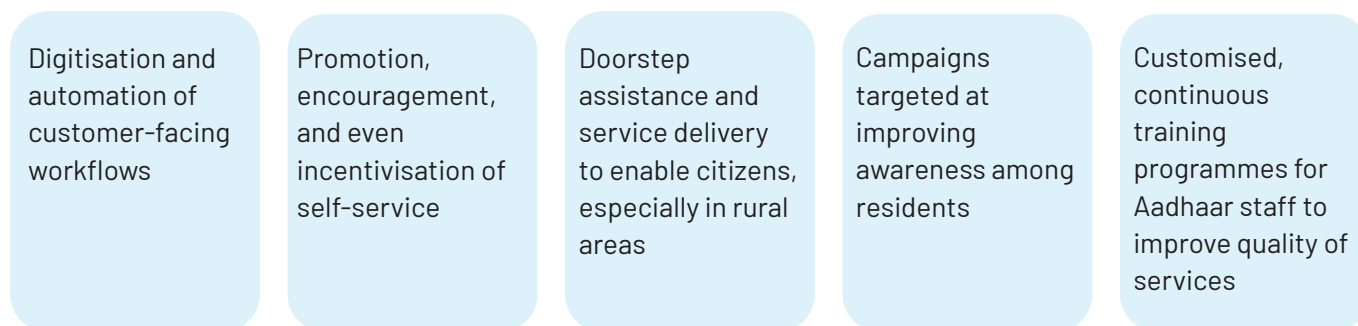 Digitisation and
automation of
customer-facing
workflows
Promotion,
encouragement,
and even
incentivisation of
self-service
Doorstep
assistance and
service delivery
to enable citizens,
especially in rural
areas
Campaigns
targeted at
improving
awareness among
residents
Customised,
continuous
training
programmes for
Aadhaar staff to
improve quality of
services